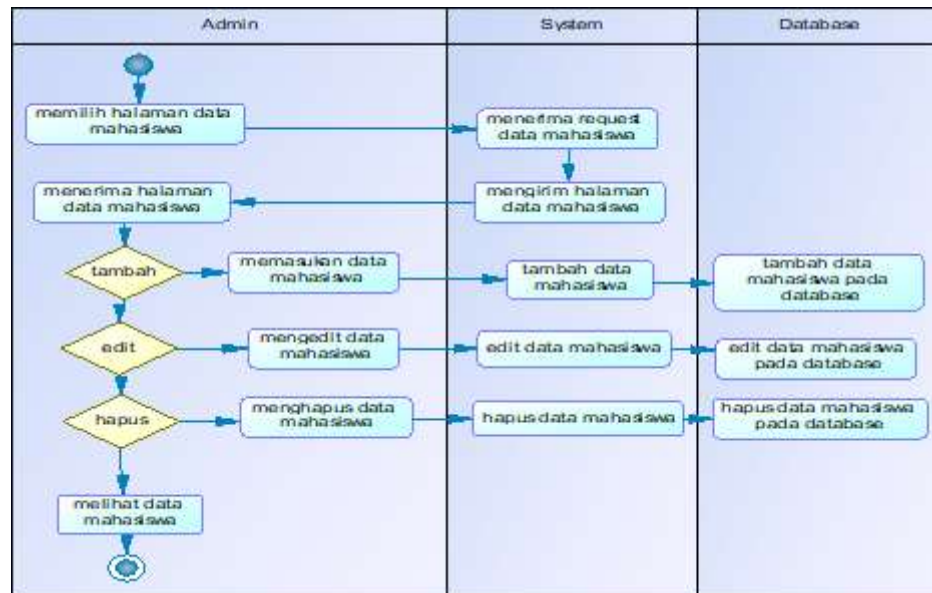 Admin
System
Database
memilih halaman data
mahasiswa
menerima request
data mahasiswa
menerima halaman
data mahasiswa
mengirim halaman
data mahasiswa
tambah
memasukan data
mahasiswa
tambah data
mahasiswa
tambah data
mahasiswa pada
database
edit
mengedit data
mahasiswa
edit data mahasiswa
edit data mahasiswa
pada database
hapus
menghapus data
mahasiswa
hapus data mahasiswa
hapus data mahasiswa
pada database
melihat data
mahasiswa